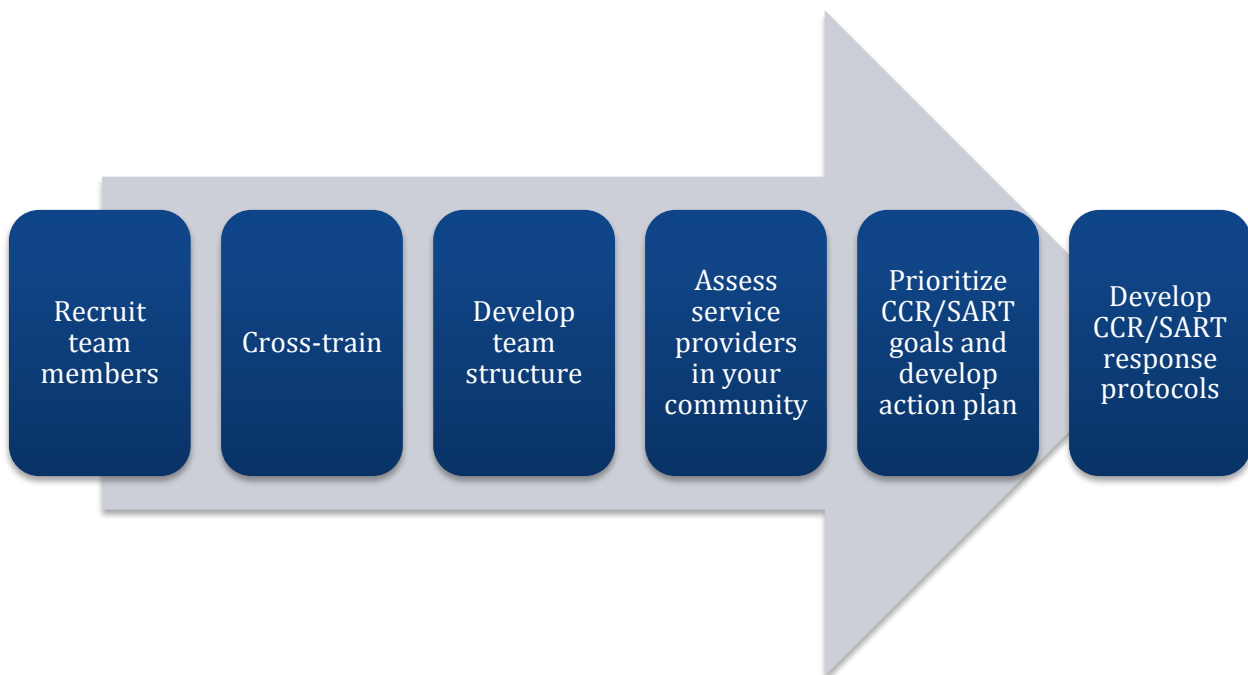 Recruit
team
members
Cross-train
Develop
team
structure
Assess
service
providers
in your
community
Prioritize
CCR/SART
goals and
develop
action plan
Develop
CCR/SART
response
protocols